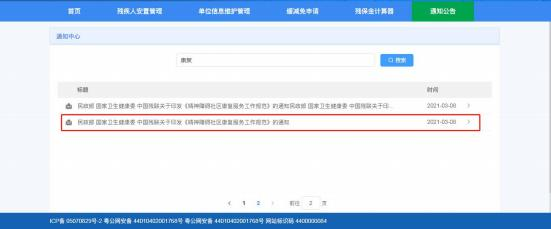 首页 残疾人安置管理 单位信息维护管理 缓减免申请 残保金计算器 通知公告
通知中心
康复 搜索
标题 时间
民政部 国家卫生健康委 中国残联关于印发《精神障碍社区康复服务工作规范》的通知民政部 国家卫生健康委 中国残联关于印... 2021-03-08
民政部 国家卫生健康委 中国残联关于印发《精神障碍社区康复服务工作规范》的通知 2021-03-08
< 1 2 > 前往 2 页
ICP备 05070829号-2 粤公网安备 44010402001768号 粤公网安备 44010402001768号 网站标识码 4400000084